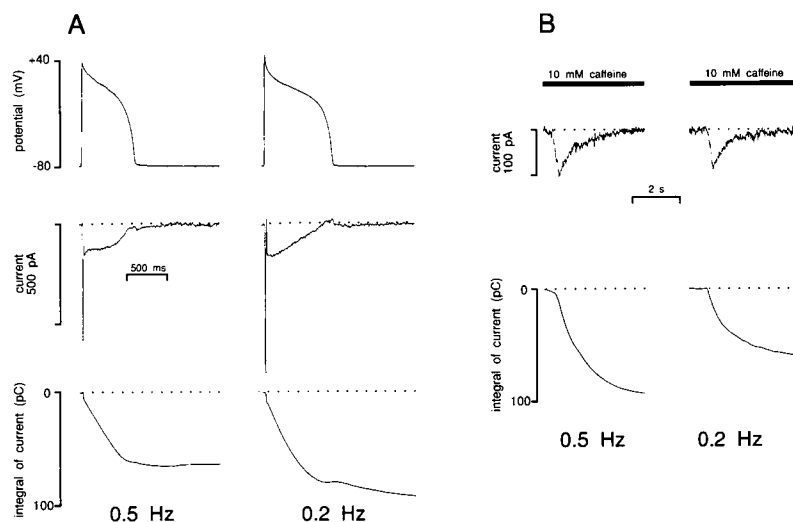 A
+40
potential (mV)
-80
current
500 pA
500 ms
0
integral of current (pC)
100
0.5 Hz
0.2 Hz
B
10 mM caffeine
10 mM caffeine
current
100 pA
2 s
0
integral of current (pC)
100
0.5 Hz
0.2 Hz